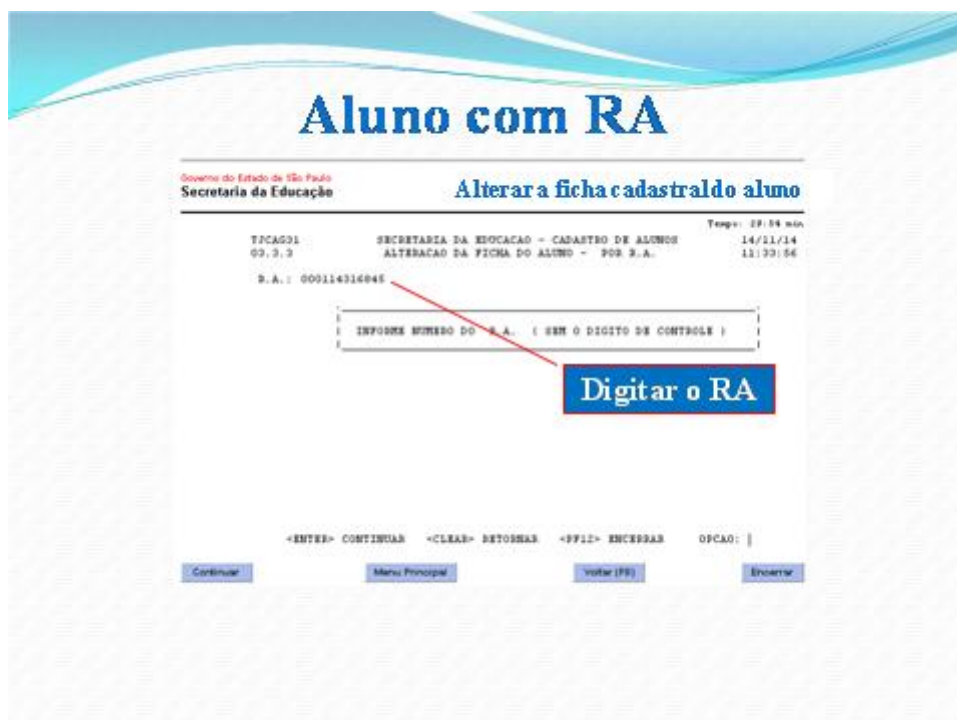 Aluno com RA
Governo do Estado de São Paulo
Secretaria da Educação
Alterar a ficha cadastral do aluno
Tempo: 29:54 min
SECRETARIA DA EDUCACAO - CADASTRO DE ALUNOS 14/11/14
03.3.3 ALTERACAO DA FICHA DO ALUNO - POR R.A. 11:33:56
R.A.: 000114316845
INFORME NUMERO DO R.A. ( SEM O DIGITO DE CONTROLE )
Digitar o RA
<ENTER> CONTINUAR <CLEAR> RETORNAR <PF12> ENCERRAR OPCAO:
Continuar Menu Principal Voltar Encerrar